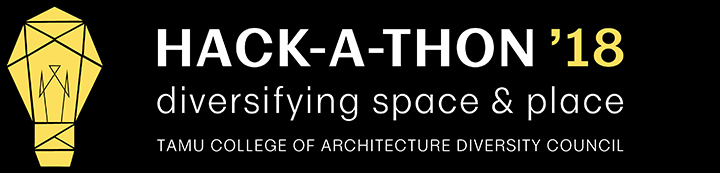 HACK-A-THON ’18
diversifying space & place
TAMU COLLEGE OF ARCHITECTURE DIVERSITY COUNCIL